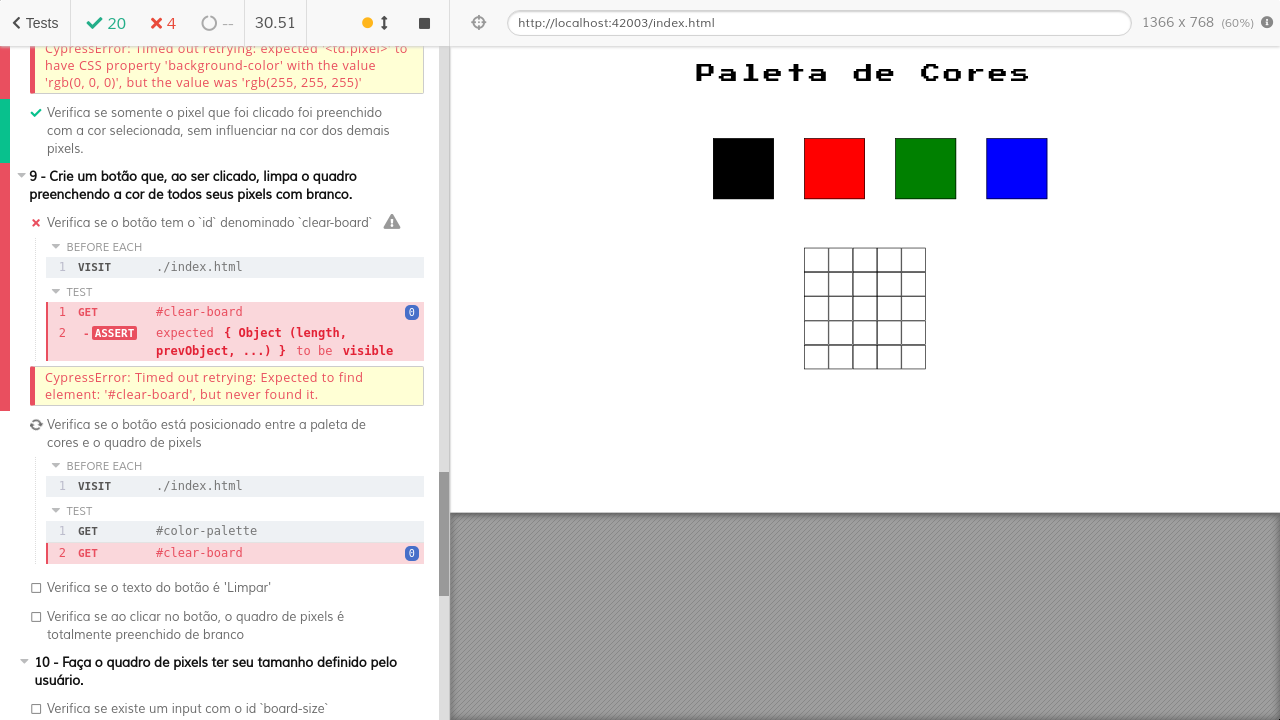 Tests
20
4
--
30.51
http://localhost:42003/index.html
1366 x 768 (60%)
CypressError: Timed out retrying: expected '<td.pixel>' to
have CSS property 'background-color' with the value
'rgb(0, 0, 0)', but the value was 'rgb(255, 255, 255)'
Verifica se somente o pixel que foi clicado foi preenchido
com a cor selecionada, sem influenciar na cor dos demais
pixels.
9 - Crie um botão que, ao ser clicado, limpa o quadro
preenchendo a cor de todos seus pixels com branco.
Verifica se o botão tem o `id` denominado `clear-board`
BEFORE EACH
1 VISIT ./index.html
TEST
1 GET #clear-board 0
2 -ASSERT expected { Object (length,
prevObject, ...) } to be visible
CypressError: Timed out retrying: Expected to find
element: '#clear-board', but never found it.
Verifica se o botão está posicionado entre a paleta de
cores e o quadro de pixels
BEFORE EACH
1 VISIT ./index.html
TEST
1 GET #color-palette
2 GET #clear-board 0
Verifica se o texto do botão é 'Limpar'
Verifica se ao clicar no botão, o quadro de pixels é
totalmente preenchido de branco
10 - Faça o quadro de pixels ter seu tamanho definido pelo
usuário.
Verifica se existe um input com o id `board-size`
Paleta de Cores